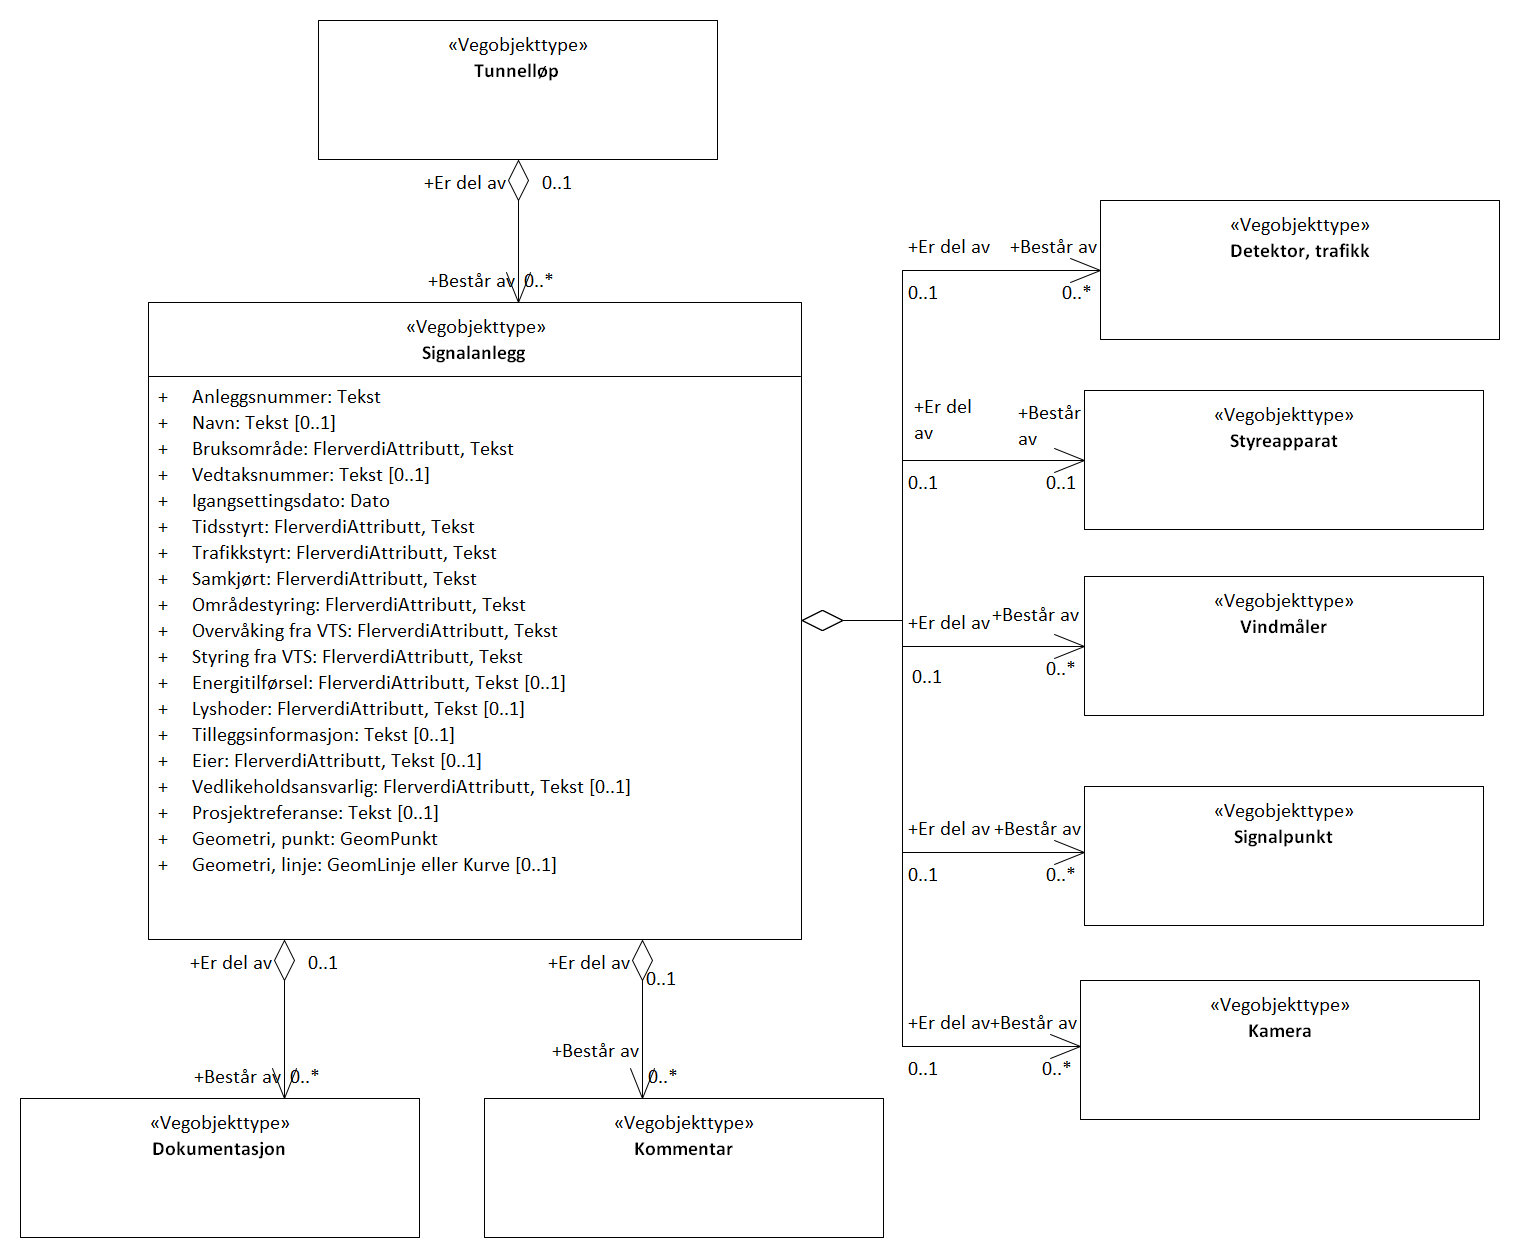 «Vegobjekttype»
Tunnelløp
+Er del av
0..1
+Består av
0..*
«Vegobjekttype»
Signalanlegg
+ Anleggsnummer: Tekst
+ Navn: Tekst [0..1]
+ Bruksområde: FlerverdiAttributt, Tekst
+ Vedtaksnummer: Tekst [0..1]
+ Igangsettingsdato: Dato
+ Tidsstyrt: FlerverdiAttributt, Tekst
+ Trafikkstyrt: FlerverdiAttributt, Tekst
+ Samkjørt: FlerverdiAttributt, Tekst
+ Områdestyring: FlerverdiAttributt, Tekst
+ Overvåking fra VTS: FlerverdiAttributt, Tekst
+ Styring fra VTS: FlerverdiAttributt, Tekst
+ Energitilførsel: FlerverdiAttributt, Tekst [0..1]
+ Lyshoder: FlerverdiAttributt, Tekst [0..1]
+ Tilleggsinformasjon: Tekst [0..1]
+ Eier: FlerverdiAttributt, Tekst [0..1]
+ Vedlikeholdsansvarlig: FlerverdiAttributt, Tekst [0..1]
+ Prosjektreferanse: Tekst [0..1]
+ Geometri, punkt: GeomPunkt
+ Geometri, linje: GeomLinje eller Kurve [0..1]
+Er del av
+Består av
0..1
0..*
«Vegobjekttype»
Detektor, trafikk
+Er del
av
+Består
av
0..1
0..1
«Vegobjekttype»
Styreapparat
+Er del av
+Består av
0..1
0..*
«Vegobjekttype»
Vindmåler
+Er del av
+Består av
0..1
0..*
«Vegobjekttype»
Signalpunkt
+Er del av
+Består av
0..1
0..*
«Vegobjekttype»
Kamera
+Er del av
0..1
+Består av
0..*
«Vegobjekttype»
Dokumentasjon
+Er del av
0..1
+Består av
0..*
«Vegobjekttype»
Kommentar